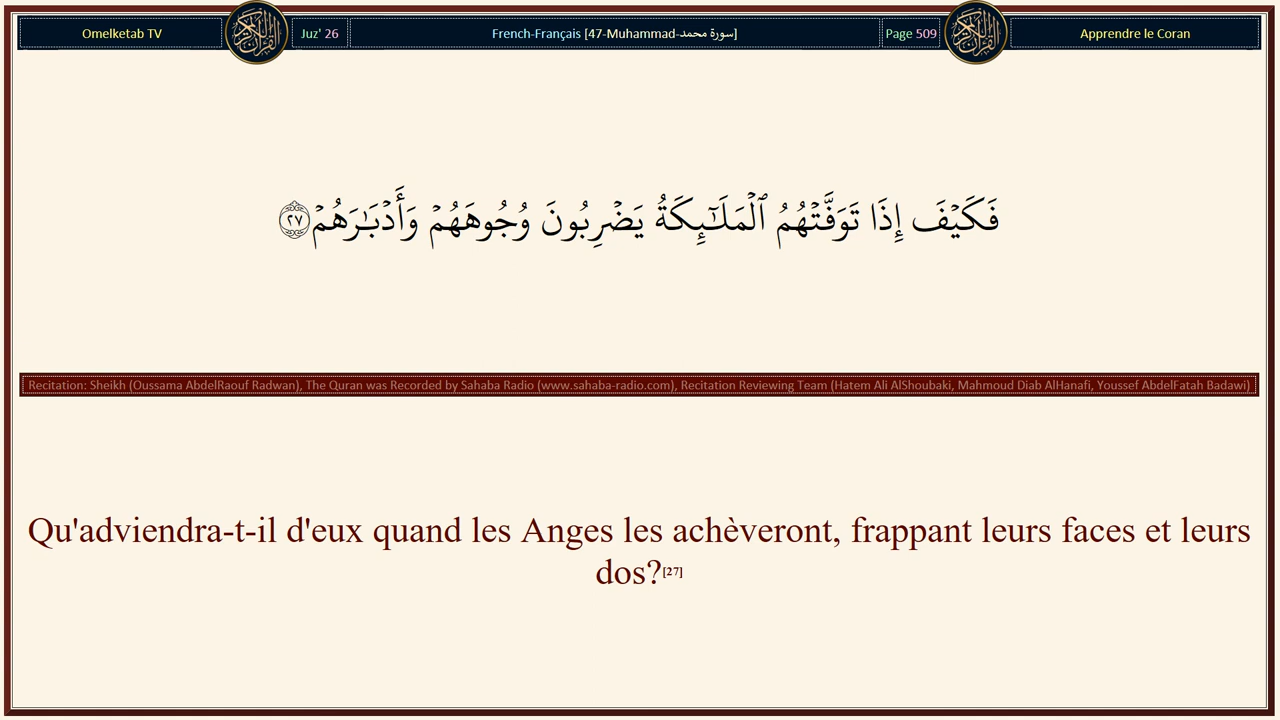 Omelketab TV
Juz' 26
French-Français [47-Muhammad-سورة محمد]
Page 509
Apprendre le Coran
فَكَيۡفَ إِذَا تَوَفَّتۡهُمُ ٱلۡمَلَـٰٓئِكَةُ يَضۡرِبُونَ وُجُوهَهُمۡ وَأَدۡبَـٰرَهُمۡ ٢٧
Recitation: Sheikh (Oussama AbdelRaouf Radwan), The Quran was Recorded by Sahaba Radio (www.sahaba-radio.com), Recitation Reviewing Team (Hatem Ali AlShoubaki, Mahmoud Diab AlHanafi, Youssef AbdelFatah Badawi)
Qu'adviendra-t-il d'eux quand les Anges les achèveront, frappant leurs faces et leurs
dos?[27]